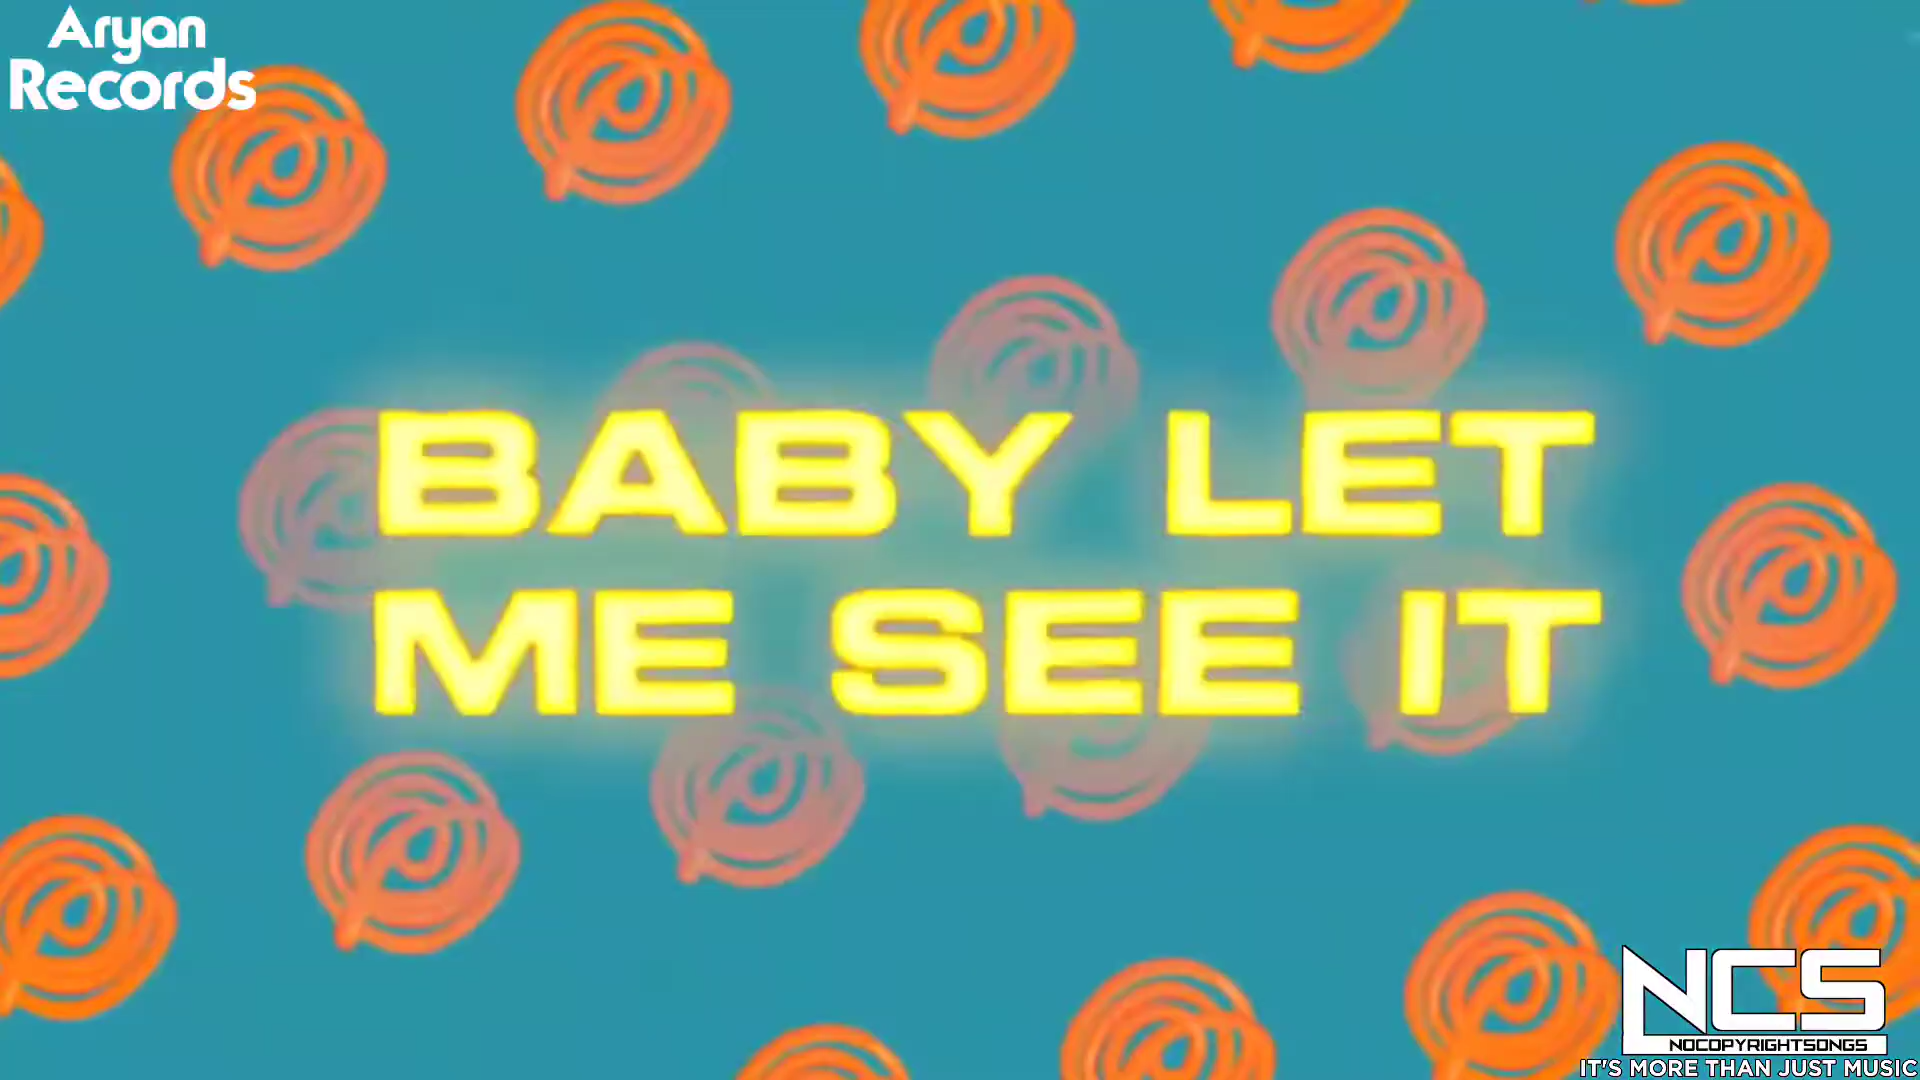 Aryan
Records
BABY LET
ME SEE IT
NCS
NOCOPYRIGHTSONGS
IT'S MORE THAN JUST MUSIC